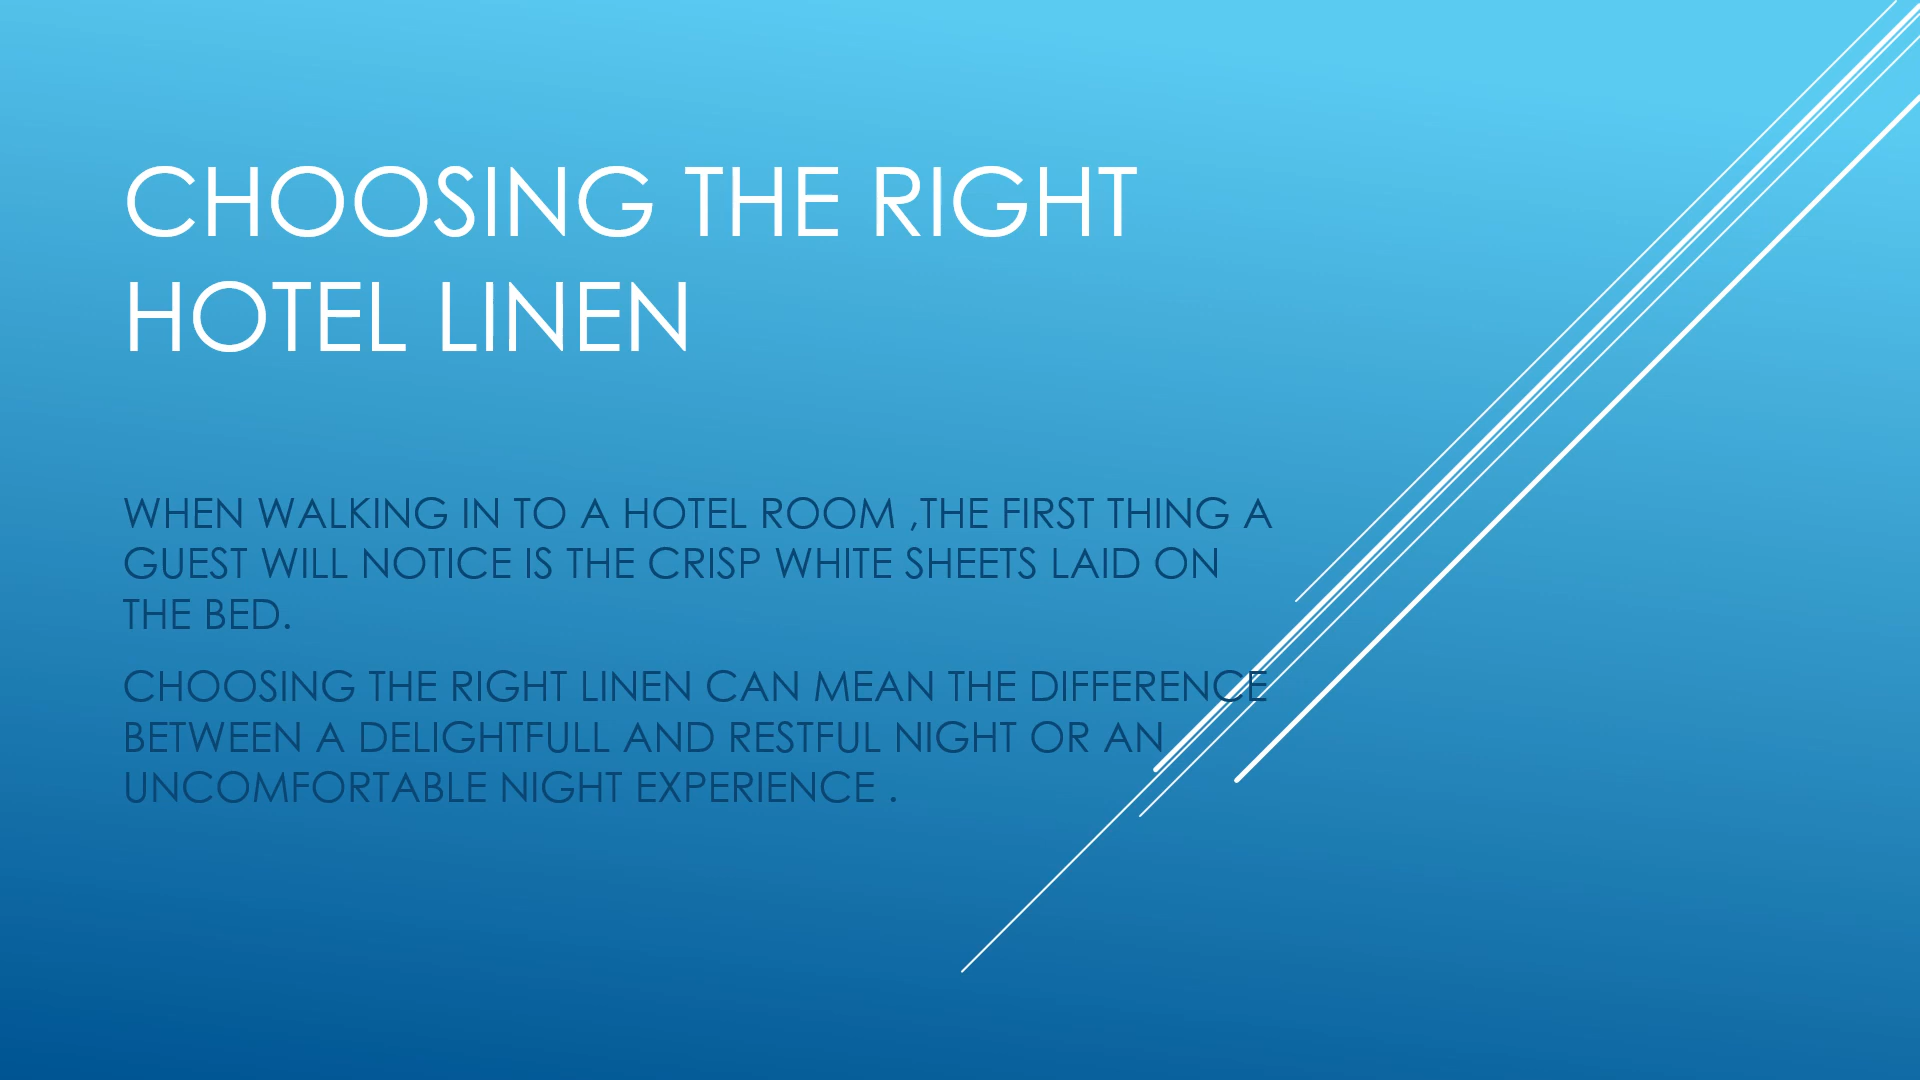 CHOOSING THE RIGHT
HOTEL LINEN
WHEN WALKING IN TO A HOTEL ROOM ,THE FIRST THING A
GUEST WILL NOTICE IS THE CRISP WHITE SHEETS LAID ON
THE BED.
CHOOSING THE RIGHT LINEN CAN MEAN THE DIFFERENCE
BETWEEN A DELIGHTFULL AND RESTFUL NIGHT OR AN
UNCOMFORTABLE NIGHT EXPERIENCE .